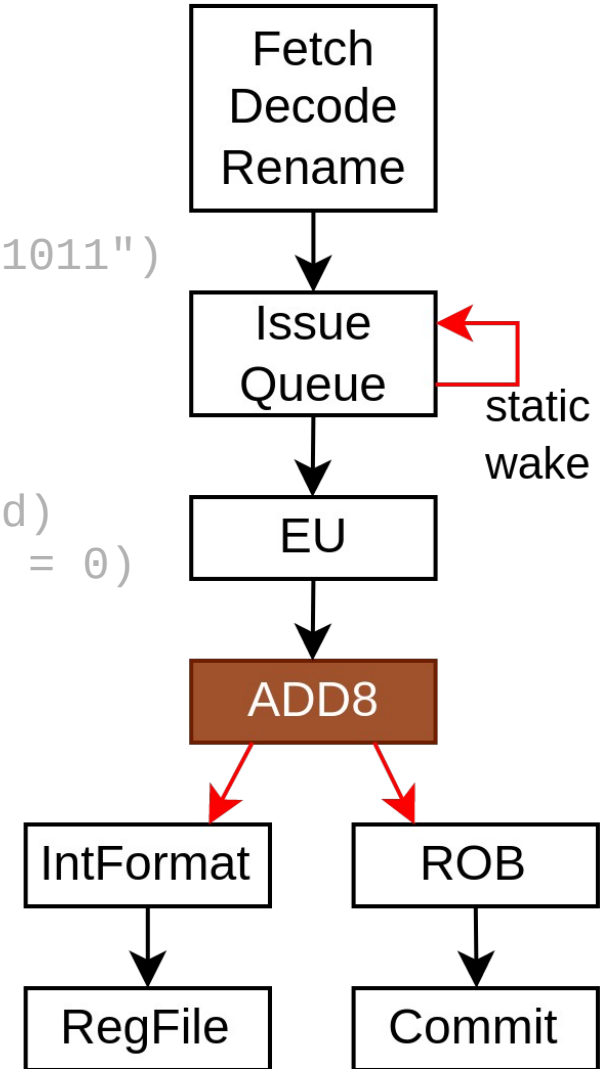 Fetch
Decode
Rename
1011")
Issue
Queue
static
wake
d)
EU
= 0)
ADD8
IntFormat
ROB
RegFile
Commit